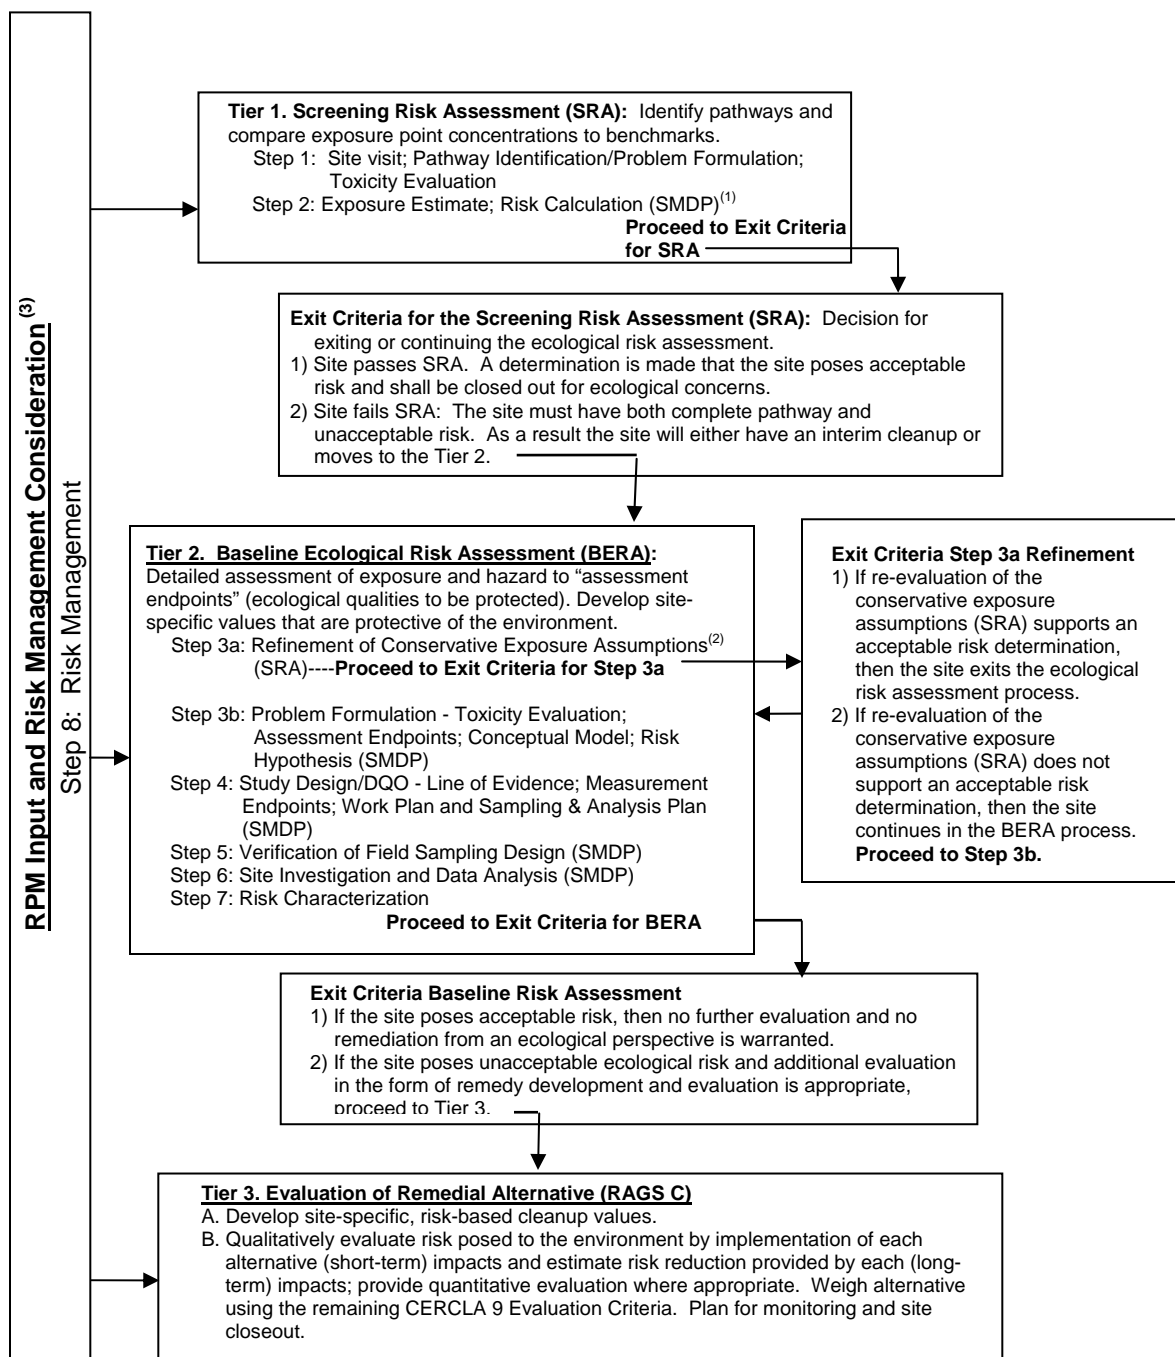 RPM Input and Risk Management Consideration(3)
Step 8:  Risk Management
Tier 1. Screening Risk Assessment (SRA):  Identify pathways and
compare exposure point concentrations to benchmarks.
Step 1:  Site visit; Pathway Identification/Problem Formulation;
Toxicity Evaluation
Step 2: Exposure Estimate; Risk Calculation (SMDP)(1)
Proceed to Exit Criteria
for SRA
Exit Criteria for the Screening Risk Assessment (SRA):  Decision for
exiting or continuing the ecological risk assessment.
1) Site passes SRA.  A determination is made that the site poses acceptable
risk and shall be closed out for ecological concerns.
2) Site fails SRA:  The site must have both complete pathway and
unacceptable risk.  As a result the site will either have an interim cleanup or
moves to the Tier 2.
Tier 2.  Baseline Ecological Risk Assessment (BERA):
Detailed assessment of exposure and hazard to “assessment
endpoints” (ecological qualities to be protected). Develop site-
specific values that are protective of the environment.
Step 3a: Refinement of Conservative Exposure Assumptions(2)
(SRA)----Proceed to Exit Criteria for Step 3a
Step 3b: Problem Formulation - Toxicity Evaluation;
Assessment Endpoints; Conceptual Model; Risk
Hypothesis (SMDP)
Step 4: Study Design/DQO - Line of Evidence; Measurement
Endpoints; Work Plan and Sampling & Analysis Plan
(SMDP)
Step 5: Verification of Field Sampling Design (SMDP)
Step 6: Site Investigation and Data Analysis (SMDP)
Step 7: Risk Characterization
Proceed to Exit Criteria for BERA
Exit Criteria Step 3a Refinement
1) If re-evaluation of the
conservative exposure
assumptions (SRA) supports an
acceptable risk determination,
then the site exits the ecological
risk assessment process.
2) If re-evaluation of the
conservative exposure
assumptions (SRA) does not
support an acceptable risk
determination, then the site
continues in the BERA process.
Proceed to Step 3b.
Exit Criteria Baseline Risk Assessment
1) If the site poses acceptable risk, then no further evaluation and no
remediation from an ecological perspective is warranted.
2) If the site poses unacceptable ecological risk and additional evaluation
in the form of remedy development and evaluation is appropriate,
proceed to Tier 3.
Tier 3. Evaluation of Remedial Alternative (RAGS C)
A. Develop site-specific, risk-based cleanup values.
B. Qualitatively evaluate risk posed to the environment by implementation of each
alternative (short-term) impacts and estimate risk reduction provided by each (long-
term) impacts; provide quantitative evaluation where appropriate.  Weigh alternative
using the remaining CERCLA 9 Evaluation Criteria.  Plan for monitoring and site
closeout.